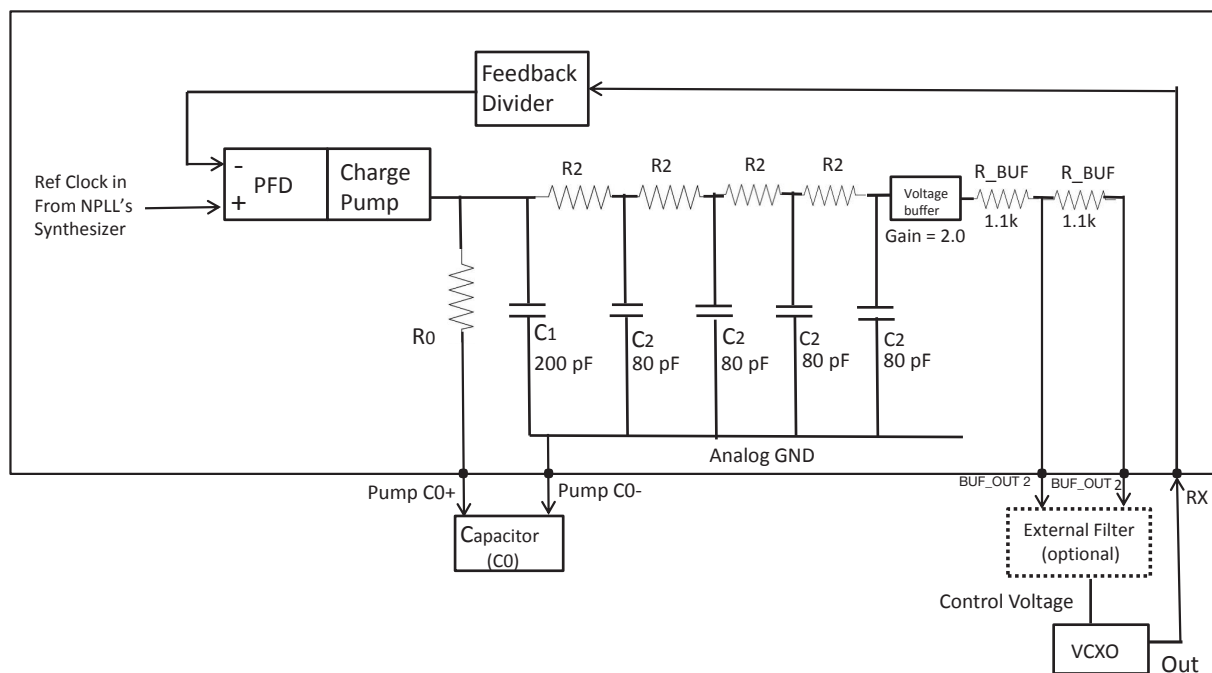 Feedback
Divider
Ref Clock in
From NPLL's
Synthesizer
-
+
PFD
Charge
Pump
R2
R2
R2
R2
Voltage
buffer
Gain = 2.0
R_BUF
1.1k
R_BUF
1.1k
R0
C1
200 pF
C2
80 pF
C2
80 pF
C2
80 pF
C2
80 pF
Analog GND
Pump C0+
Pump C0-
BUF_OUT 2
BUF_OUT 2
RX
Capacitor
(C0)
External Filter
(optional)
Control Voltage
VCXO
Out